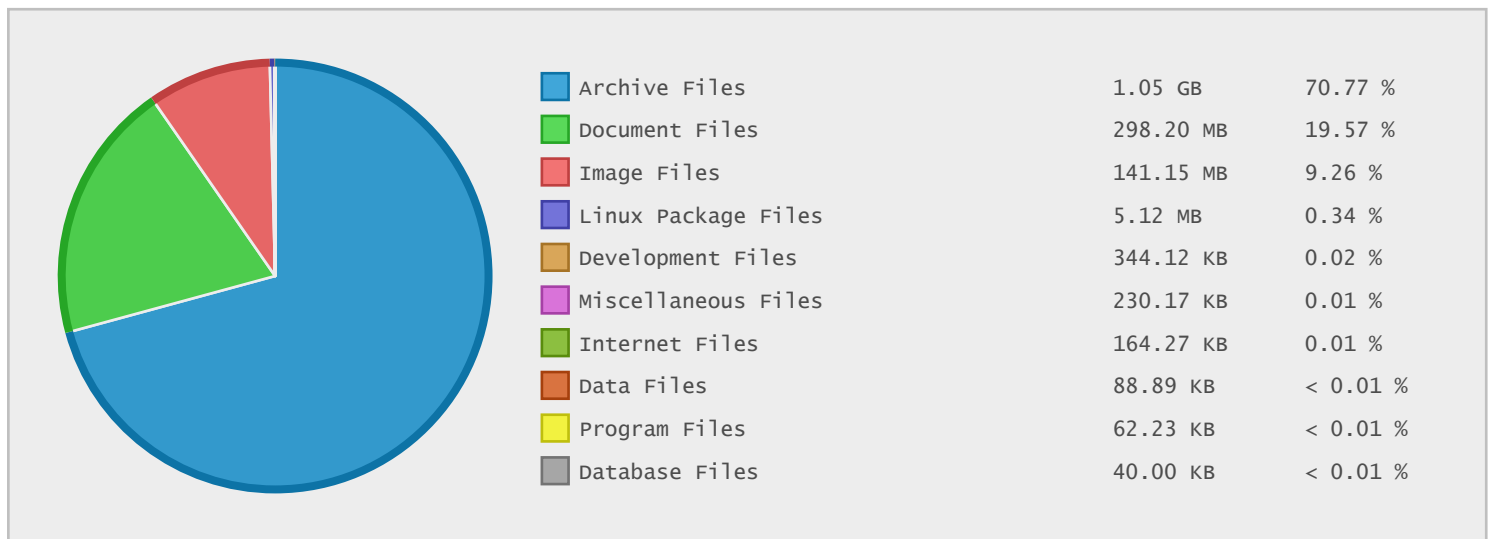 Archive Files 1.05 GB 70.77 %
Document Files 298.20 MB 19.57 %
Image Files 141.15 MB 9.26 %
Linux Package Files 5.12 MB 0.34 %
Development Files 344.12 KB 0.02 %
Miscellaneous Files 230.17 KB 0.01 %
Internet Files 164.27 KB 0.01 %
Data Files 88.89 KB < 0.01 %
Program Files 62.23 KB < 0.01 %
Database Files 40.00 KB < 0.01 %